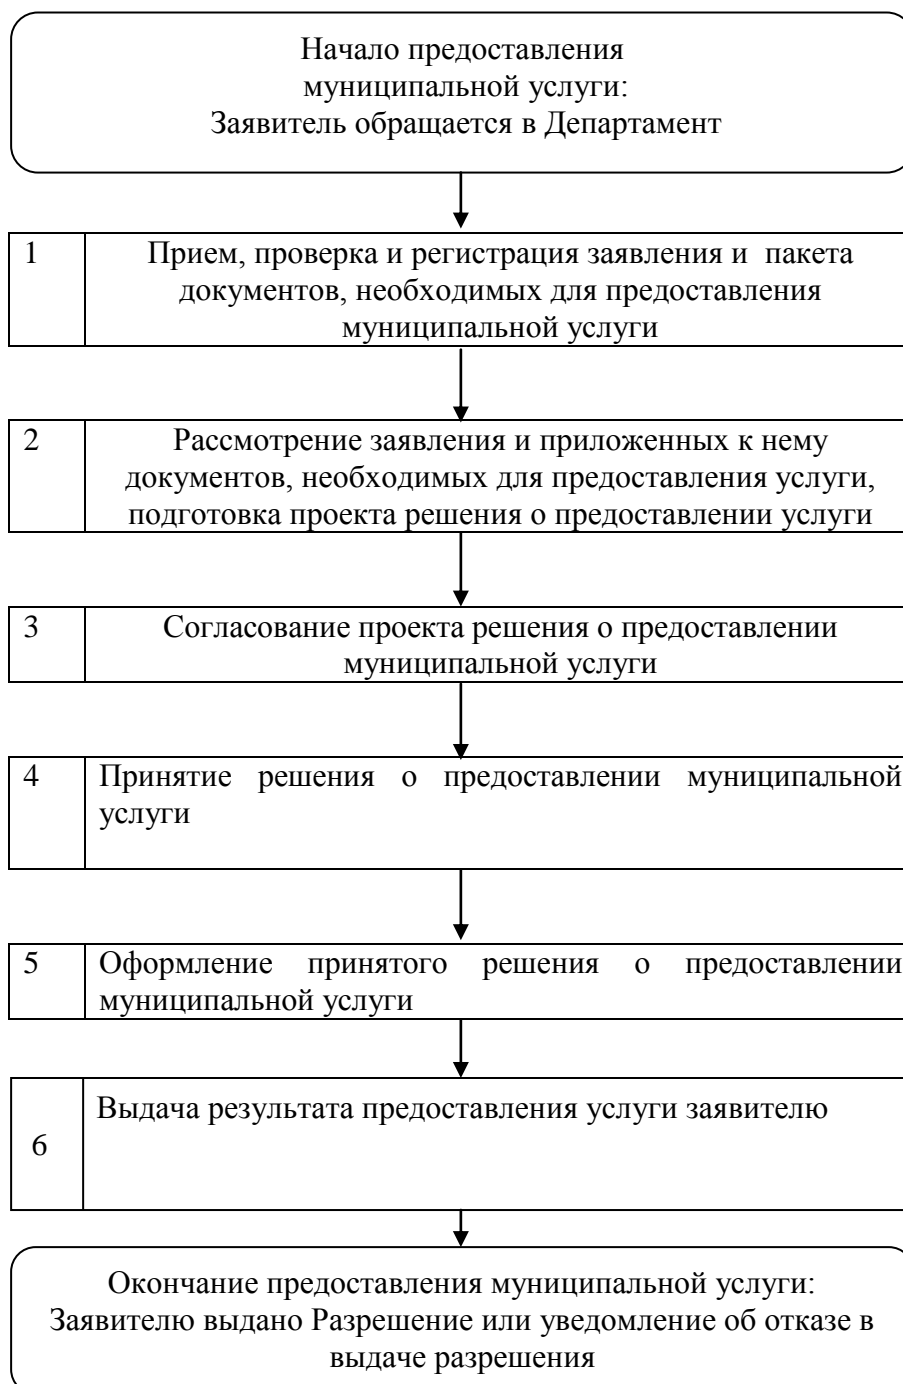 Начало предоставления
муниципальной услуги:
Заявитель обращается в Департамент
1 Прием, проверка и регистрация заявления и пакета
документов, необходимых для предоставления
муниципальной услуги
2 Рассмотрение заявления и приложенных к нему
документов, необходимых для предоставления услуги,
подготовка проекта решения о предоставлении услуги
3 Согласование проекта решения о предоставлении
муниципальной услуги
4 Принятие решения о предоставлении муниципальной
услуги
5 Оформление принятого решения о предоставлении
муниципальной услуги
Выдача результата предоставления услуги заявителю
6
Окончание предоставления муниципальной услуги:
Заявителю выдано Разрешение или уведомление об отказе в
выдаче разрешения